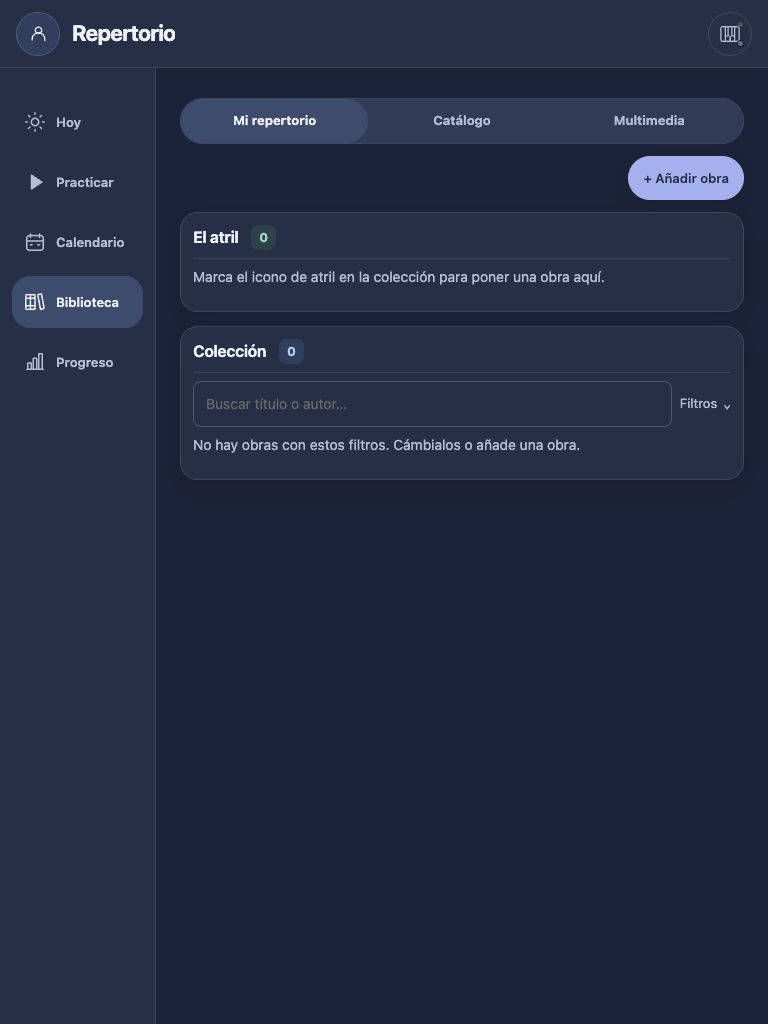 Repertorio
Hoy
Practicar
Calendario
Biblioteca
Progreso
Mi repertorio
Catálogo
Multimedia
+ Añadir obra
El atril 0
Marca el icono de atril en la colección para poner una obra aquí.
Colección 0
Buscar título o autor...
Filtros
No hay obras con estos filtros. Cámbialos o añade una obra.